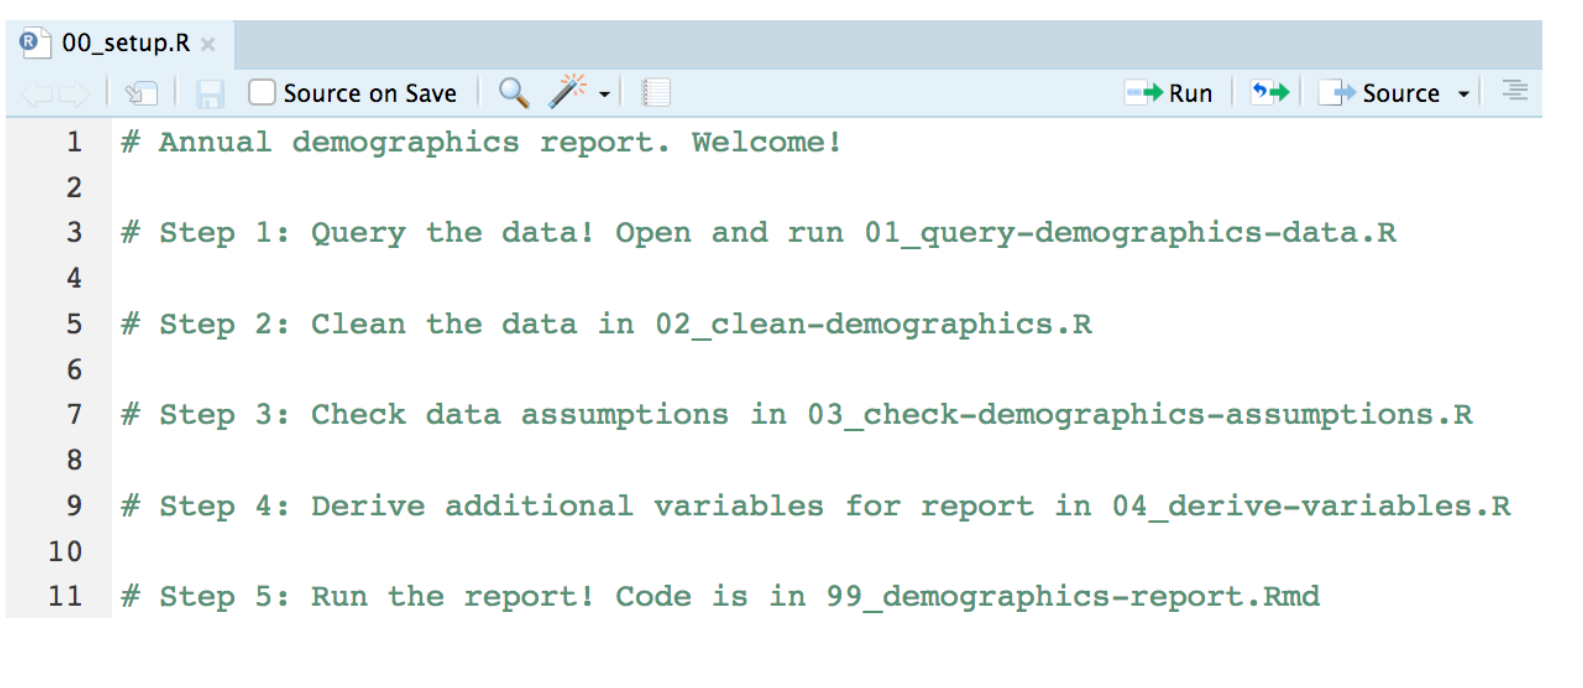 00_setup.R
Source on Save Run Source
1 # Annual demographics report. Welcome!
2
3 # Step 1: Query the data! Open and run 01_query-demographics-data.R
4
5 # Step 2: Clean the data in 02_clean-demographics.R
6
7 # Step 3: Check data assumptions in 03_check-demographics-assumptions.R
8
9 # Step 4: Derive additional variables for report in 04_derive-variables.R
10
11 # Step 5: Run the report! Code is in 99_demographics-report.Rmd